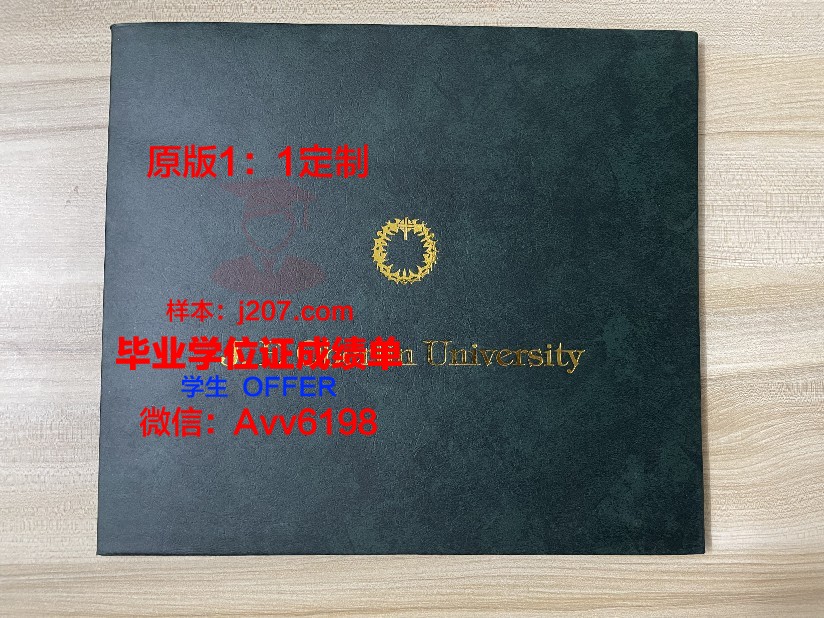 原版1：1定制
样本：j207.com
毕业学位证成绩单
University
学生 OFFER
微信：Avv6198